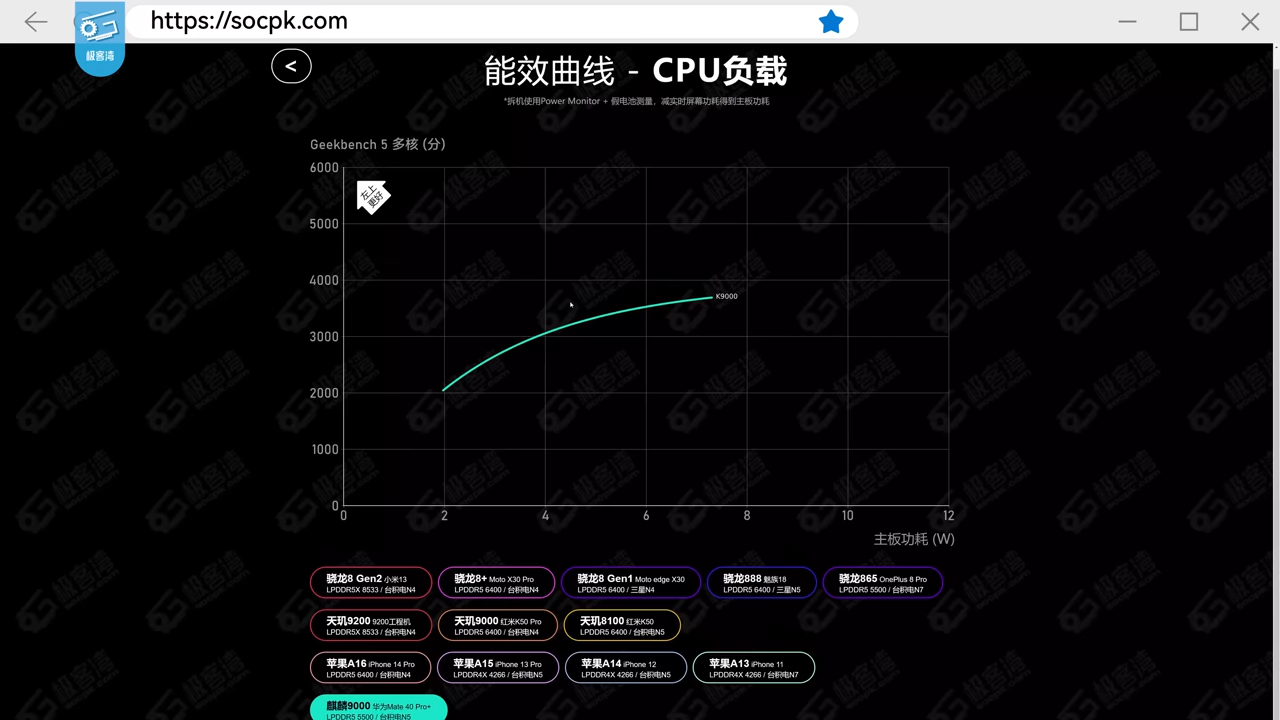 https://socpk.com
极客湾
<
能效曲线 - CPU负载
*拆机使用Power Monitor + 假电池测量，减实时屏幕功耗得到主板功耗
Geekbench 5 多核 (分)
左上
更好
6000
5000
4000
3000
2000
1000
0
K9000
0 2 4 6 8 10 12
主板功耗 (W)
骁龙8 Gen2 小米13
LPDDR5X 8533 / 台积电N4
骁龙8+ Moto X30 Pro
LPDDR5 6400 / 台积电N4
骁龙8 Gen1 Moto edge X30
LPDDR5 6400 / 三星N4
骁龙888 魅族18
LPDDR5 6400 / 三星N5
骁龙865 OnePlus 8 Pro
LPDDR5 5500 / 台积电N7
天玑9200 9200工程机
LPDDR5X 8533 / 台积电N4
天玑9000 红米K50 Pro
LPDDR5 6400 / 台积电N4
天玑8100 红米K50
LPDDR5 6400 / 台积电N5
苹果A16 iPhone 14 Pro
LPDDR5 6400 / 台积电N4
苹果A15 iPhone 13 Pro
LPDDR4X 4266 / 台积电N5
苹果A14 iPhone 12
LPDDR4X 4266 / 台积电N5
苹果A13 iPhone 11
LPDDR4X 4266 / 台积电N7
麒麟9000 华为Mate 40 Pro+
LPDDR5 5500 / 台积电N5